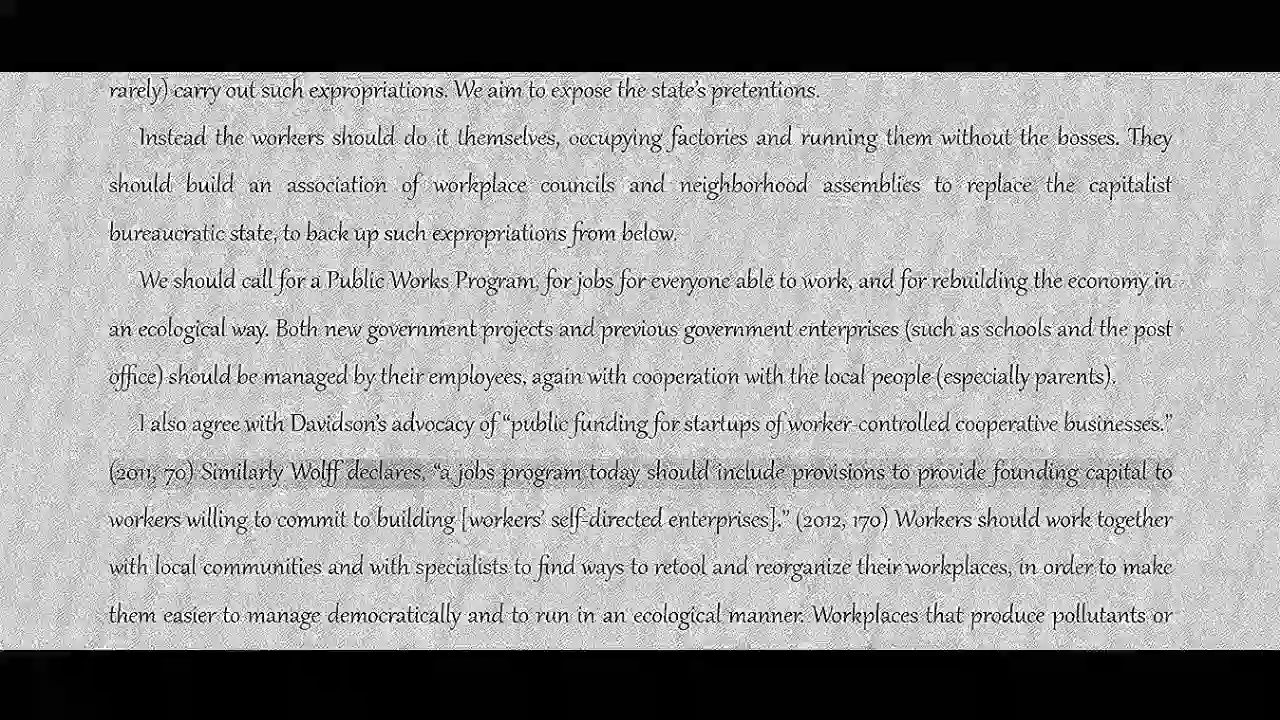 rarely) carry out such expropriations. We aim to expose the state's pretentions.
Instead the workers should do it themselves, occupying factories and running them without the bosses. They
should build an association of workplace councils and neighborhood assemblies to replace the capitalist
bureaucratic state, to back up such expropriations from below.
We should call for a Public Works Program, for jobs for everyone able to work, and for rebuilding the economy in
an ecological way. Both new government projects and previous government enterprises (such as schools and the post
office) should be managed by their employees, again with cooperation with the local people (especially parents).
I also agree with Davidson's advocacy of “public funding for startups of worker-controlled cooperative businesses.”
(2011, 70) Similarly Wolff declares, “a jobs program today should include provisions to provide founding capital to
workers willing to commit to building [workers' self-directed enterprises].” (2012, 170) Workers should work together
with local communities and with specialists to find ways to retool and reorganize their workplaces, in order to make
them easier to manage democratically and to run in an ecological manner. Workplaces that produce pollutants or